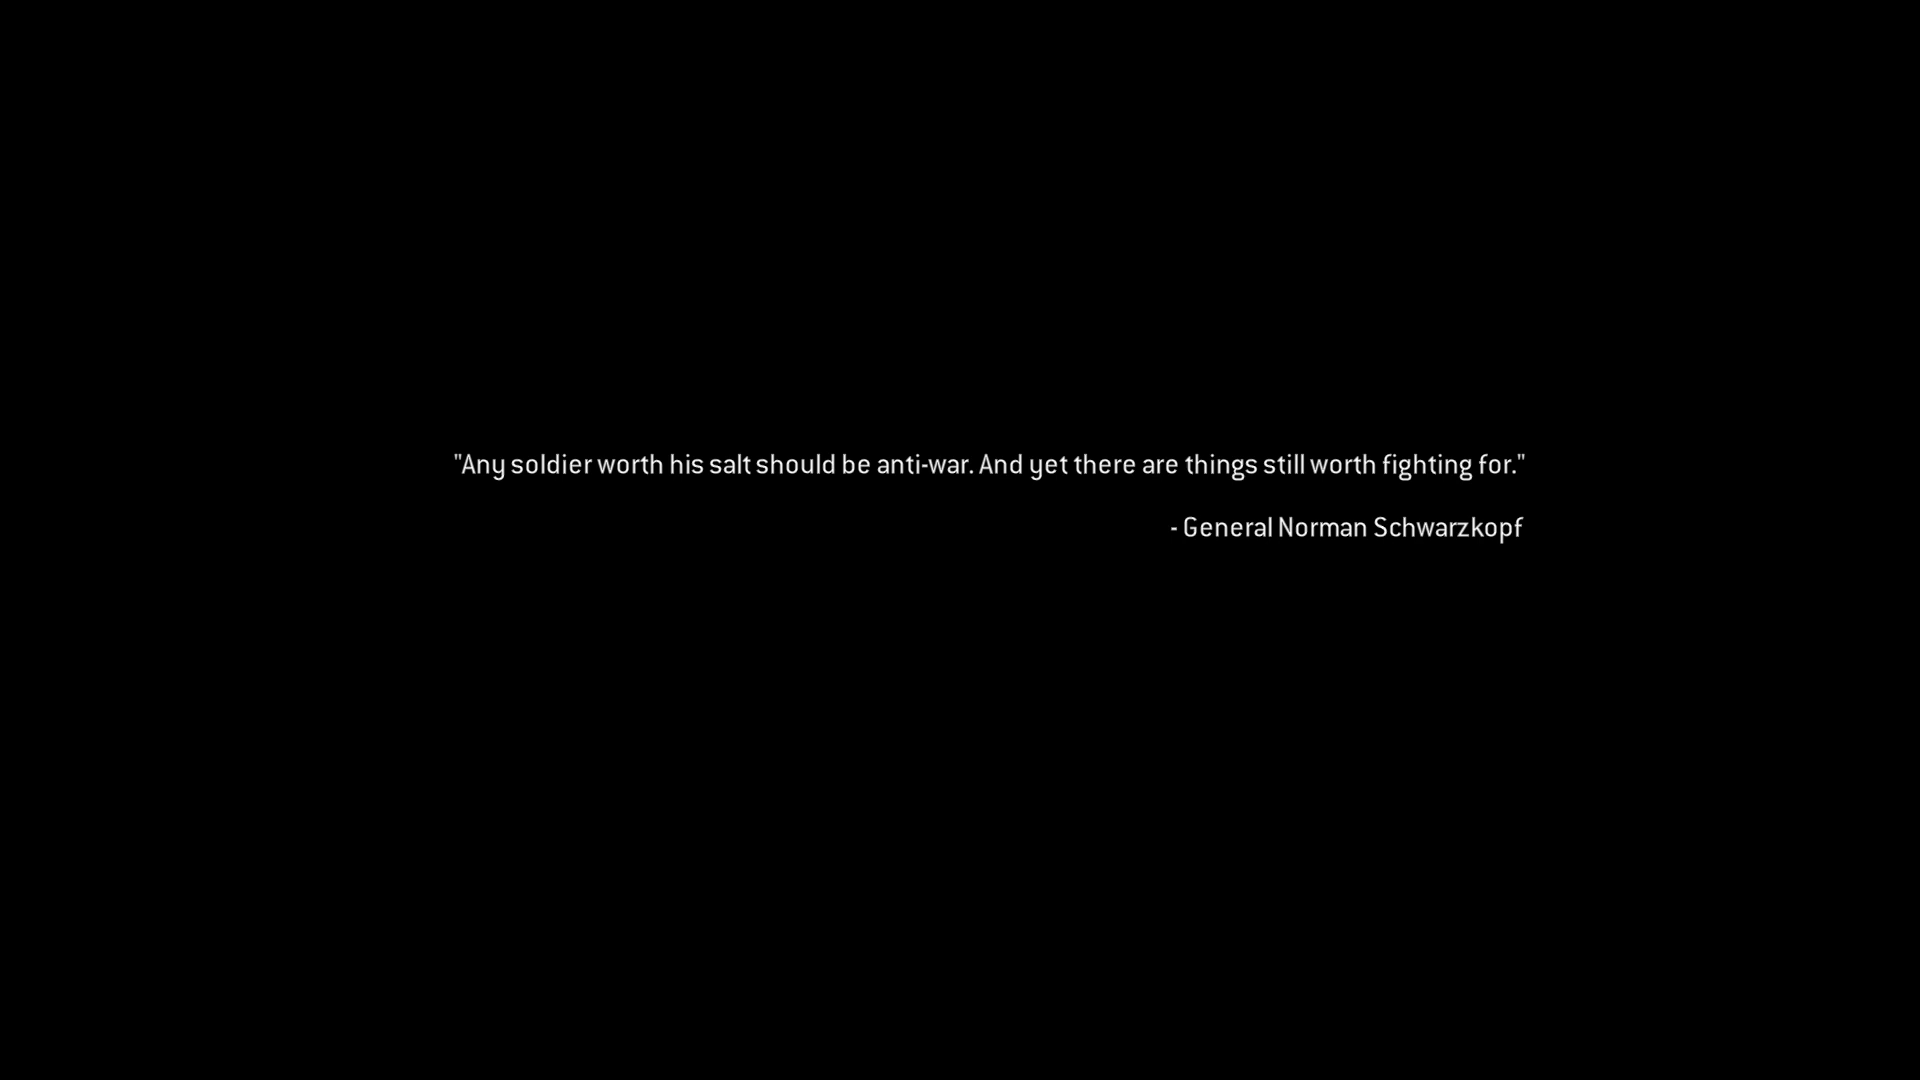 "Any soldier worth his salt should be anti-war. And yet there are things still worth fighting for."
- General Norman Schwarzkopf